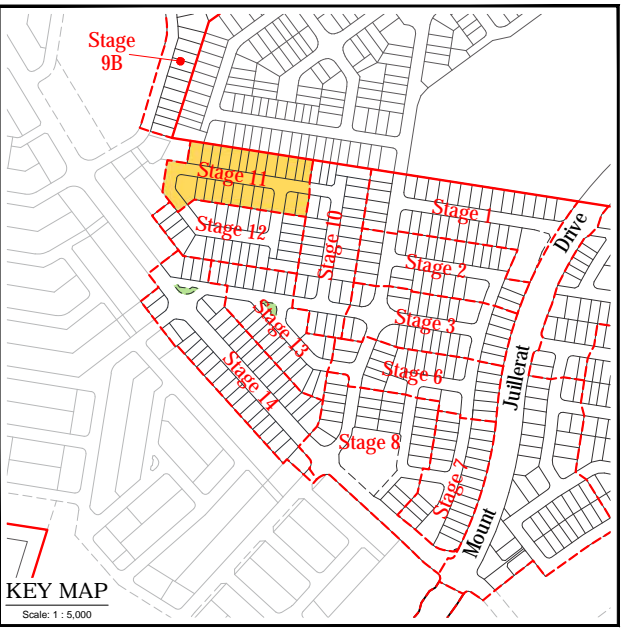 Stage
9B
Stage 11
Stage 12
Stage 10
Stage 1
Drive
Stage 2
Stage 3
Stage 13
Stage 6
Juillerat
Stage 14
Stage 8
Stage 7
Mount
KEY MAP
Scale: 1 : 5,000